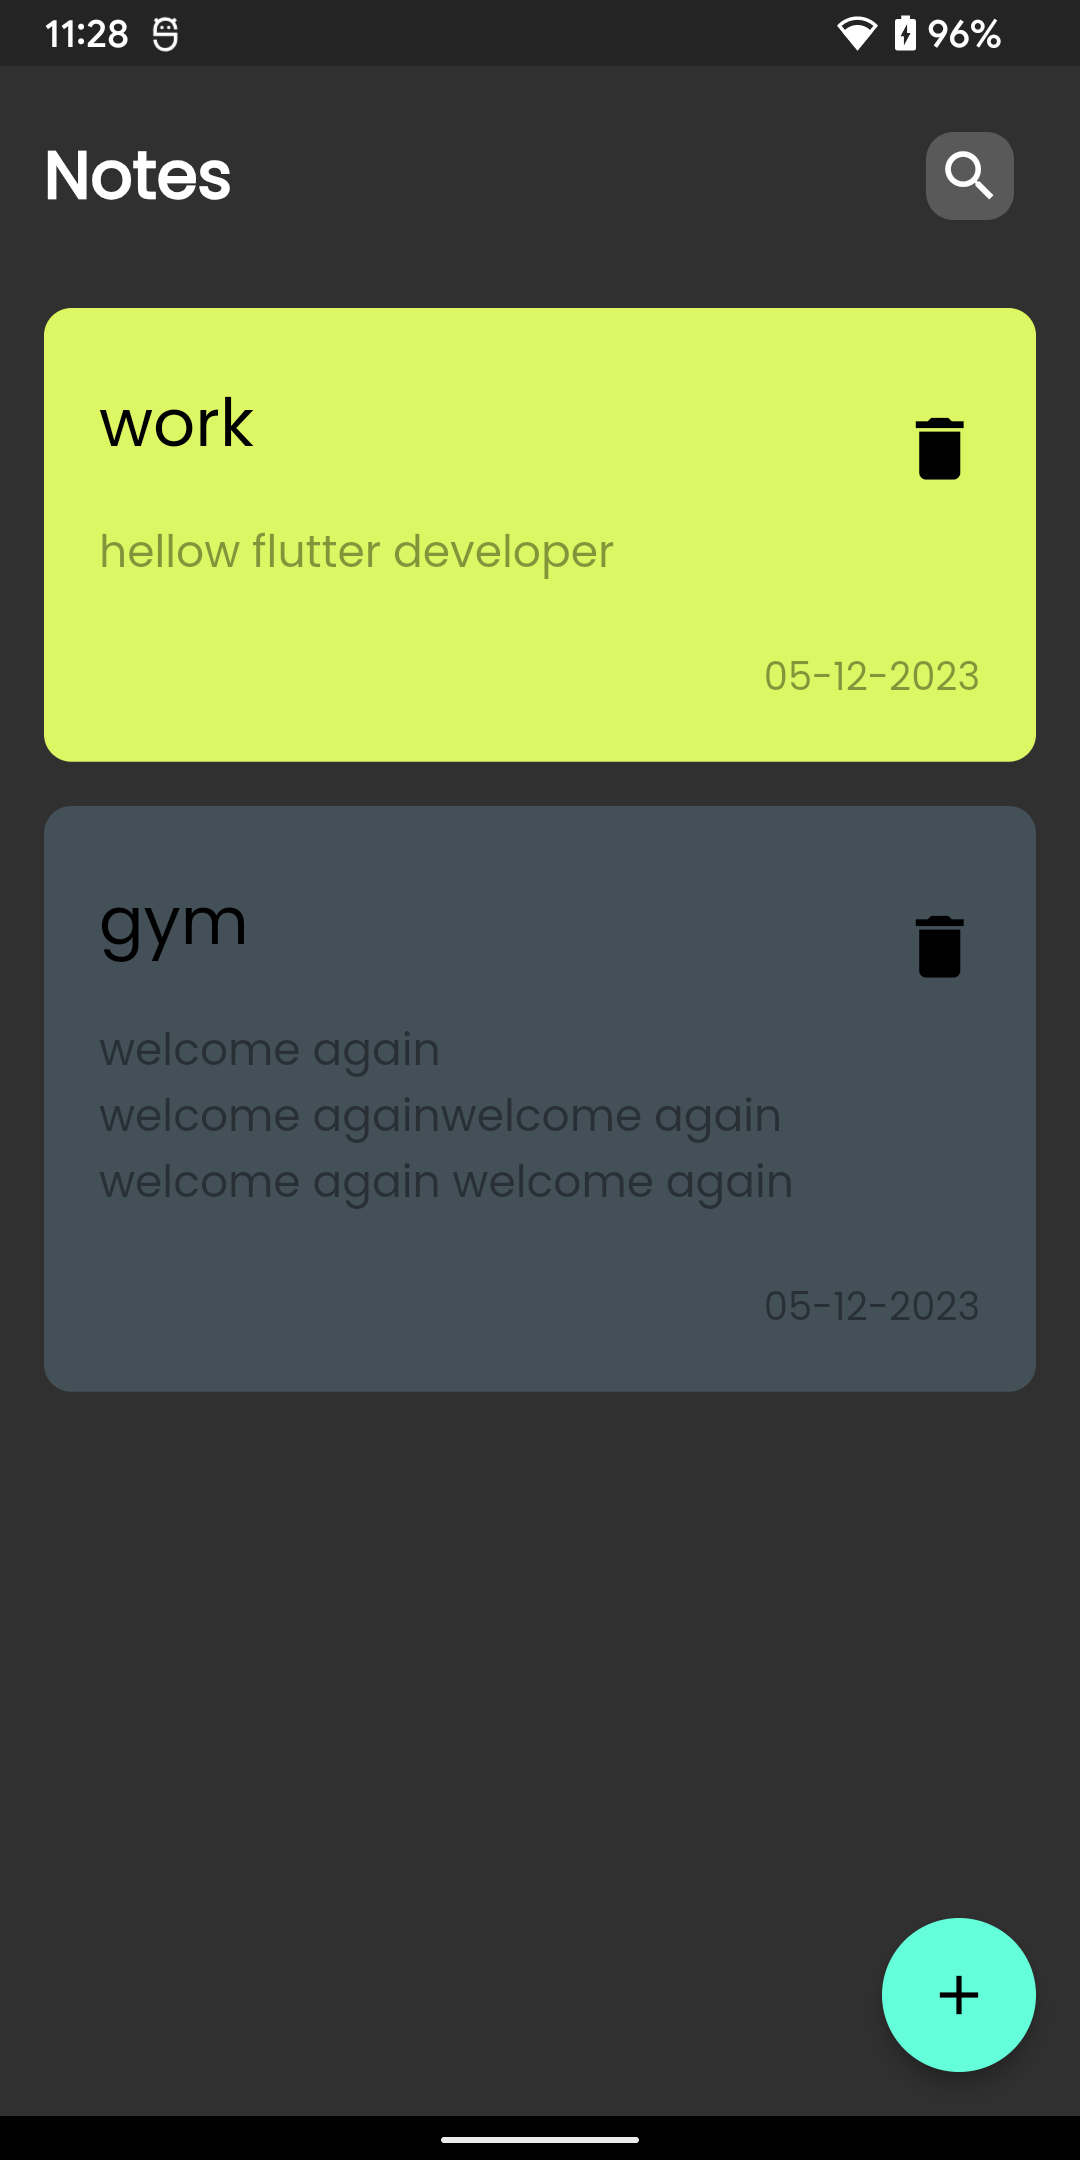 11:28
96%
Notes
work
hellow flutter developer
05-12-2023
gym
welcome again
welcome againwelcome again
welcome again welcome again
05-12-2023